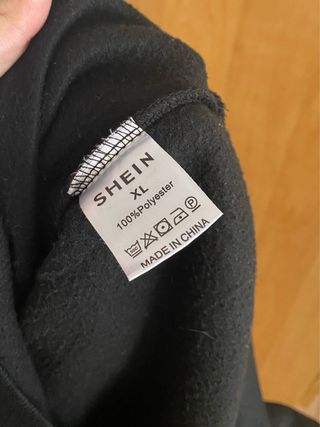 SHEIN
XL
100%Polyester
MADE IN CHINA